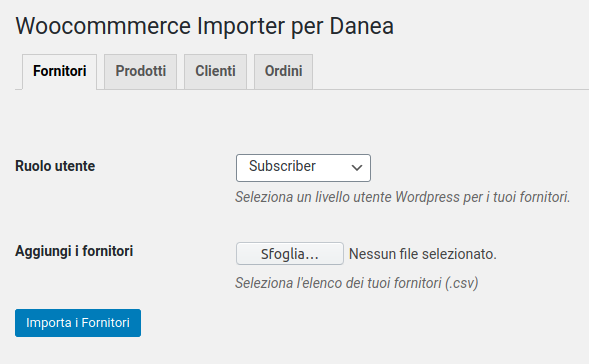 Woocommmerce Importer per Danea
Fornitori Prodotti Clienti Ordini
Ruolo utente Subscriber
Seleziona un livello utente Wordpress per i tuoi fornitori.
Aggiungi i fornitori Sfoglia... Nessun file selezionato.
Seleziona l'elenco dei tuoi fornitori (.csv)
Importa i Fornitori